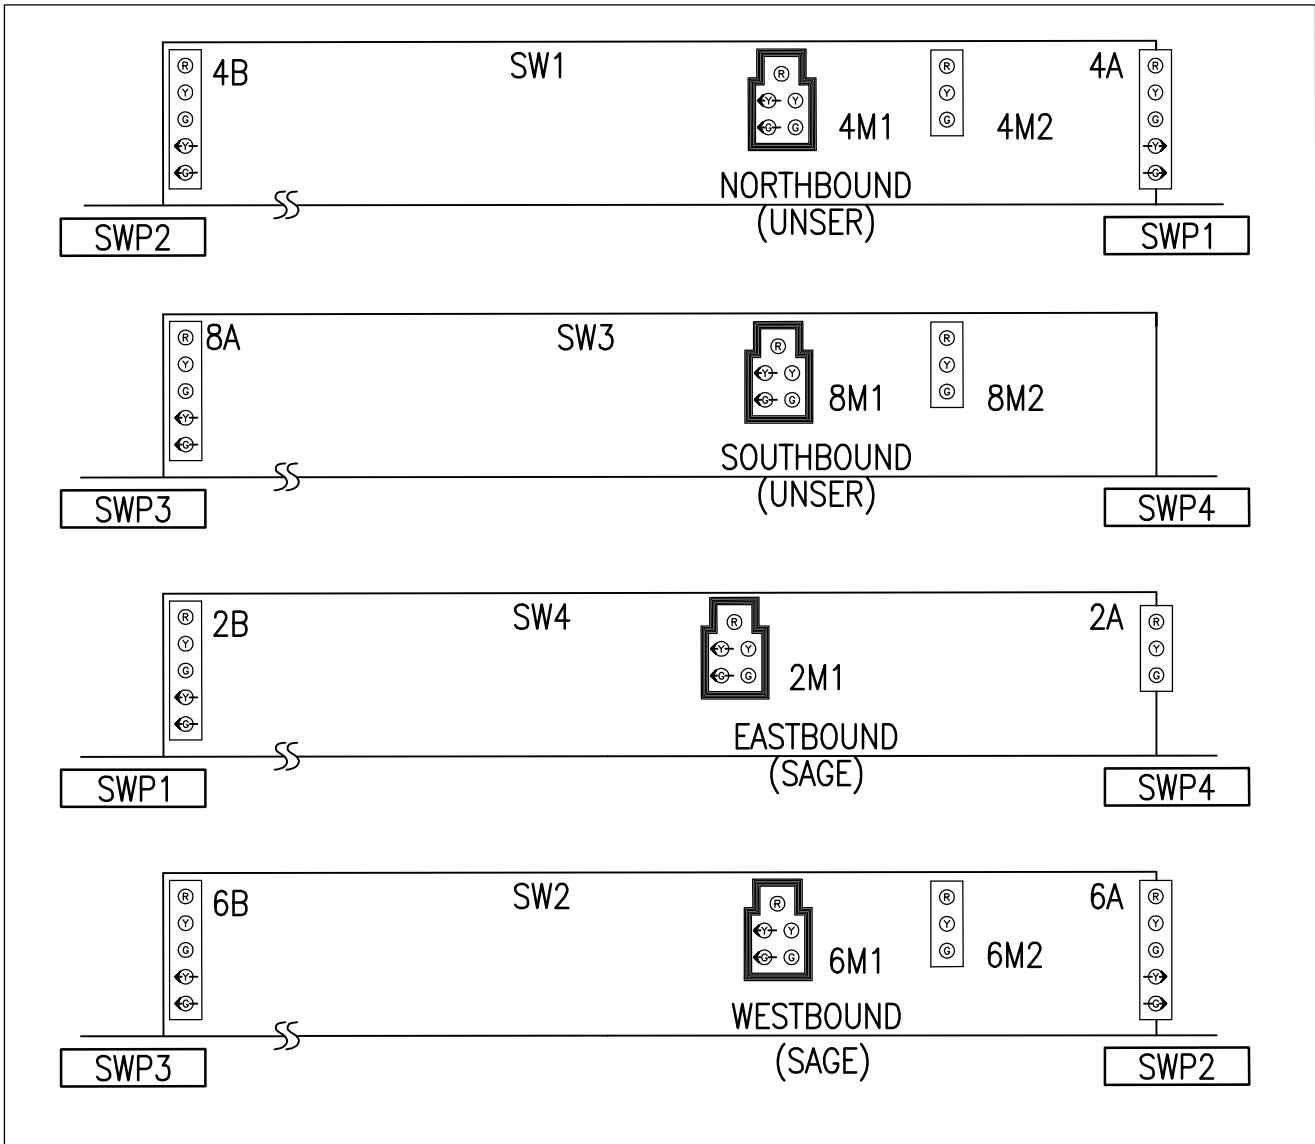 4B SW1 4A
R R R R
Y Y Y Y Y
G G G G G
4M1 4M2
Y Y
G G
NORTHBOUND
(UNSER)
SWP2 SWP1
8A SW3
R R R
Y Y Y Y
G G G G
8M1 8M2
Y
G
SOUTHBOUND
(UNSER)
SWP3 SWP4
2B SW4 2A
R R R
Y Y Y Y
G G G G
2M1
Y
G
EASTBOUND
(SAGE)
SWP1 SWP4
6B SW2 6A
R R R R
Y Y Y Y Y
G G G G G
6M1 6M2
Y Y
G G
WESTBOUND
(SAGE)
SWP3 SWP2